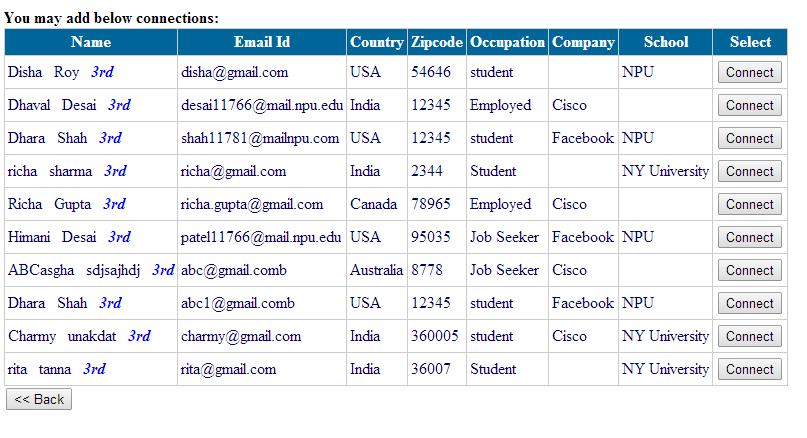 You may add below connections:
Name Email Id Country Zipcode Occupation Company School Select
Disha Roy 3rd disha@gmail.com USA 54646 student NPU Connect
Dhaval Desai 3rd desai11766@mail.npu.edu India 12345 Employed Cisco Connect
Dhara Shah 3rd shah11781@mailnpu.com USA 12345 student Facebook NPU Connect
richa sharma 3rd richa@gmail.com India 2344 Student NY University Connect
Richa Gupta 3rd richa.gupta@gmail.com Canada 78965 Employed Cisco Connect
Himani Desai 3rd patel11766@mail.npu.edu USA 95035 Job Seeker Facebook NPU Connect
ABCasgha sdjsajhdj 3rd abc@gmail.comb Australia 8778 Job Seeker Cisco Connect
Dhara Shah 3rd abc1@gmail.comb USA 12345 student Facebook NPU Connect
Charmy unakdat 3rd charmy@gmail.com India 360005 student Cisco NY University Connect
rita tanna 3rd rita@gmail.com India 36007 Student NY University Connect
<< Back